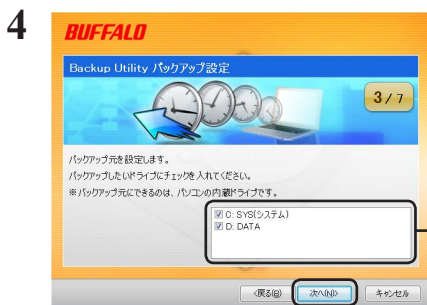 4
BUFFALO
Backup Utility バックアップ設定
3/7
バックアップ元を設定します。
バックアップしたいドライブにチェックを入れてください。
※バックアップ元にできるのは、パソコンの内蔵ドライブです。
C: SYS(システム)
D: DATA
<戻る(B)
次へ(N)>
キャンセル